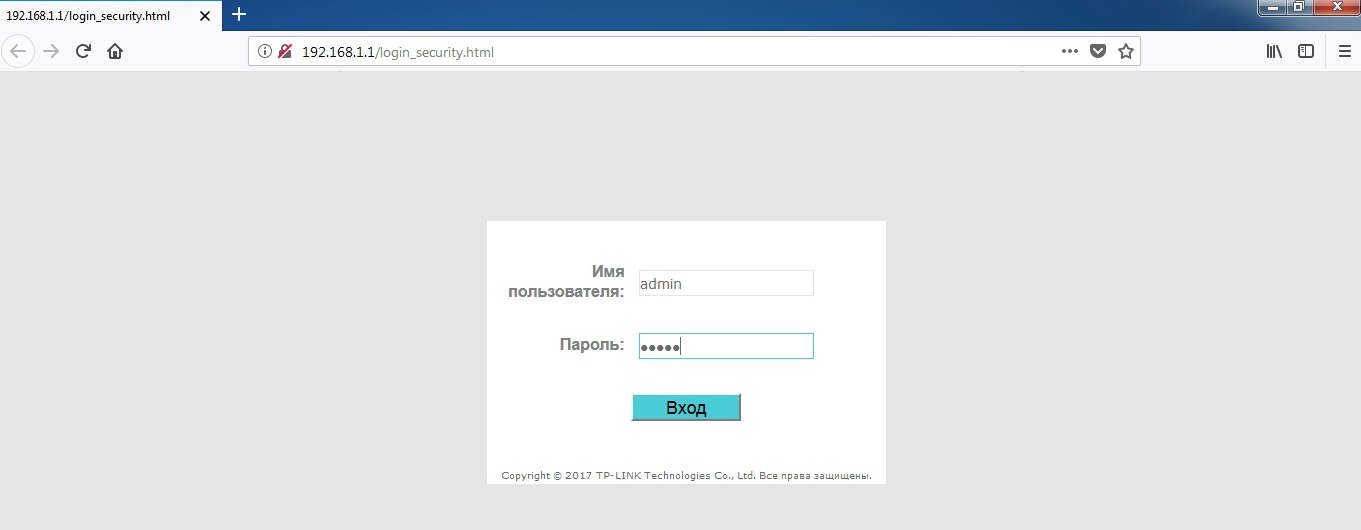 192.168.1.1/login_security.html
192.168.1.1/login_security.html
Имя
пользователя:
admin
Пароль:
•••••
Вход
Copyright © 2017 TP-LINK Technologies Co., Ltd. Все права защищены.